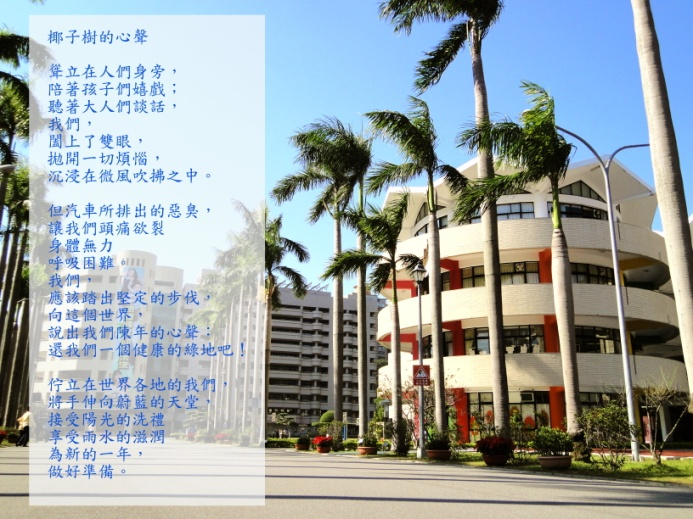 椰子樹的心聲
聳立在人們身旁，
陪著孩子們嬉戲；
聽著大人們談話，
我們，
闔上了雙眼，
拋開一切煩惱，
沉浸在微風吹拂之中。
但汽車所排出的惡臭，
讓我們頭痛欲裂
身體無力
呼吸困難。
我們，
應該踏出堅定的步伐，
向這個世界，
說出我們陳年的心聲：
還我們一個健康的綠地吧！
佇立在世界各地的我們，
將手伸向蔚藍的天堂，
接受陽光的洗禮
享受雨水的滋潤
為新的一年，
做好準備。